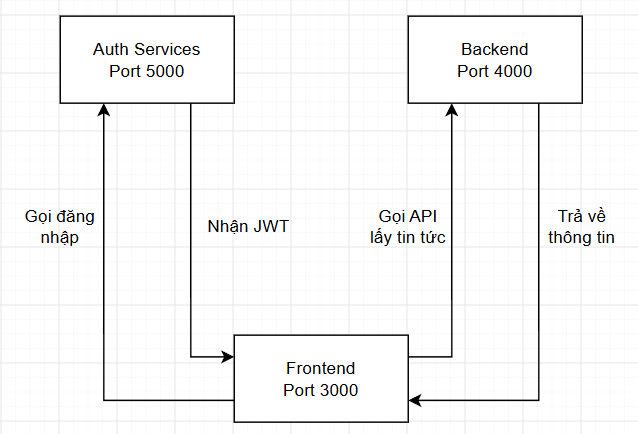 Auth Services
Port 5000
Backend
Port 4000
Gọi đăng
nhập
Nhận JWT
Gọi API
lấy tin tức
Trả về
thông tin
Frontend
Port 3000